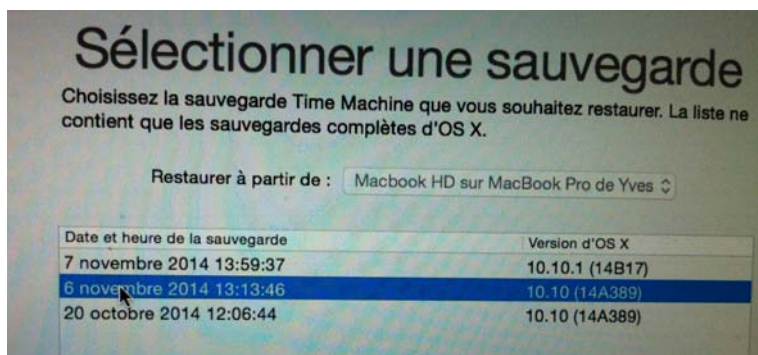 Sélectionner une sauvegarde
Choisissez la sauvegarde Time Machine que vous souhaitez restaurer. La liste ne
contient que les sauvegardes complètes d'OS X.
Restaurer à partir de : Macbook HD sur MacBook Pro de Yves
Date et heure de la sauvegarde Version d'OS X
7 novembre 2014 13:59:37 10.10.1 (14B17)
6 novembre 2014 13:13:46 10.10 (14A389)
20 octobre 2014 12:06:44 10.10 (14A389)